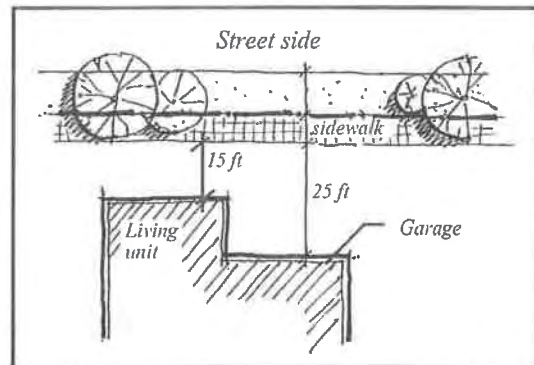 Street side
sidewalk
15 ft
25 ft
Living
unit
Garage